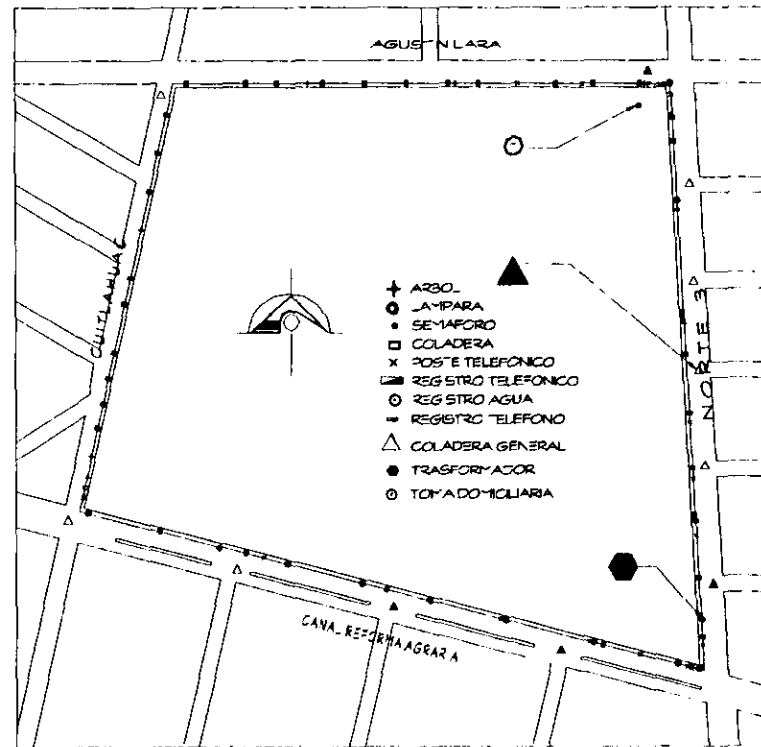 AGUSTIN LARA
CUITLAHUAC
ARBOL
LAMPARA
SEMAFORO
COLADERA
POSTE TELEFONICO
REGISTRO TELEFONICO
REGISTRO AGUA
REGISTRO TELEFONO
COLADERA GENERAL
TRASFORMADOR
TOMA DOMICILIARIA
NORTE 3
CANAL REFORMA AGRARIA